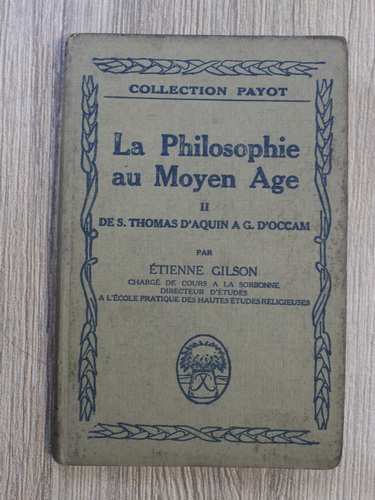 COLLECTION PAYOT
La Philosophie
au Moyen Age
II
DE S. THOMAS D'AQUIN A G. D'OCCAM
PAR
ÉTIENNE GILSON
CHARGÉ DE COURS A LA SORBONNE,
DIRECTEUR D'ÉTUDES
A L'ÉCOLE PRATIQUE DES HAUTES ÉTUDES RELIGIEUSES